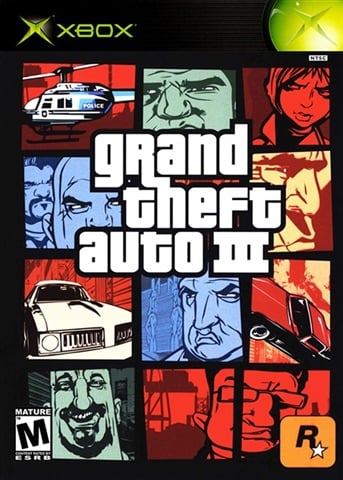 XBOX
NTSC
POLICE
grand
theft
auto III
MATURE
M
CONTENT RATED BY
ESRB
R